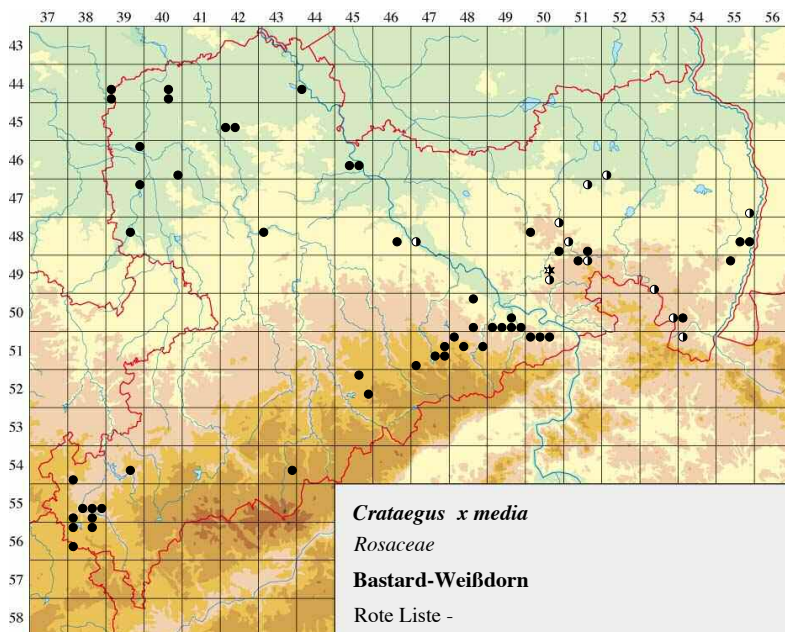 37 38 39 40 41 42 43 44 45 46 47 48 49 50 51 52 53 54 55 56
43
44
45
46
48
49
50
51
52
54
55
56
57
58
Crataegus x media
Rosaceae
Bastard-Weißdorn
Rote Liste -